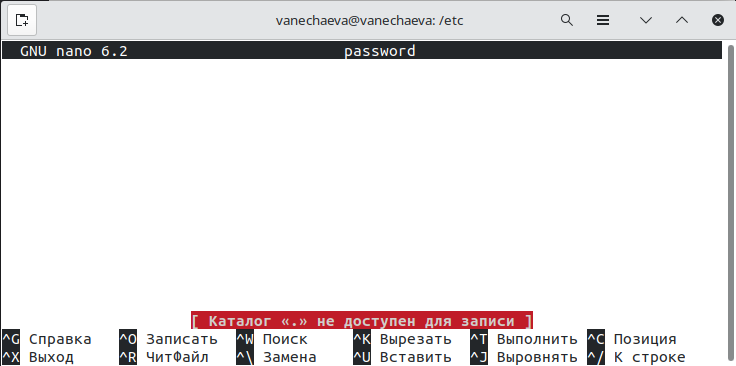 vanechaeva@vanechaeva: /etc
GNU nano 6.2 password
[ Каталог «.» не доступен для записи ]
^G Справка ^O Записать ^W Поиск ^K Вырезать ^T Выполнить ^C Позиция
^X Выход ^R ЧитФайл ^\ Замена ^U Вставить ^J Выровнять ^/ К строке